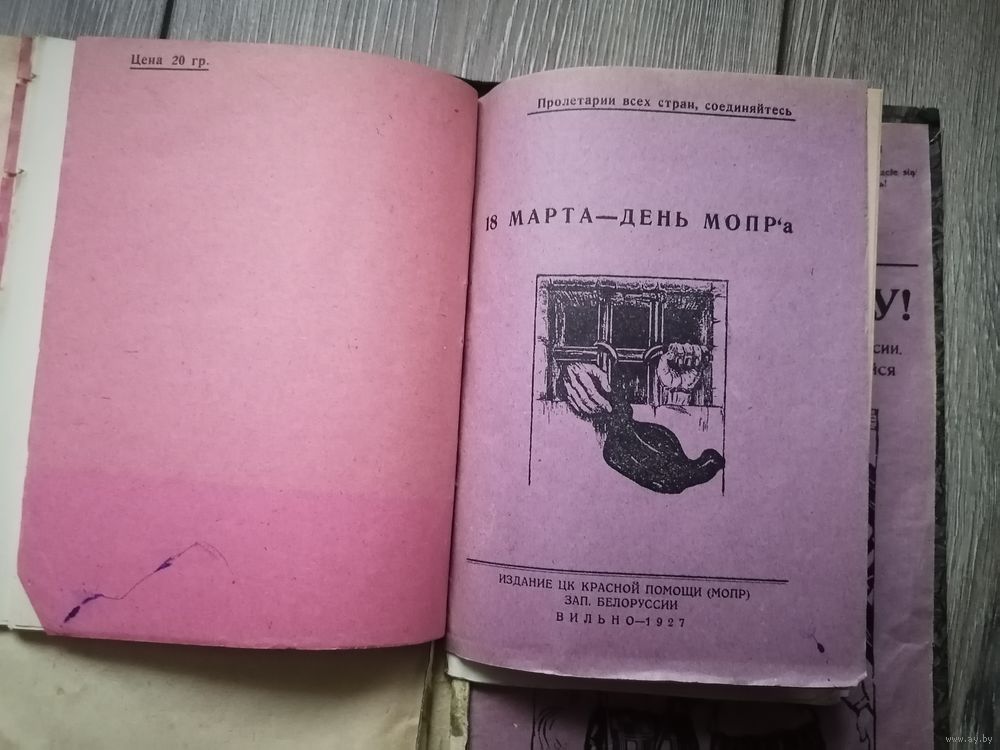 Цена 20 гр.
Пролетарии всех стран, соединяйтесь
18 МАРТА—ДЕНЬ МОПР‘а
ИЗДАНИЕ ЦК КРАСНОЙ ПОМОЩИ (МОПР)
ЗАП. БЕЛОРУССИИ
ВИЛЬНО—1927
się
У!
www.ay.by